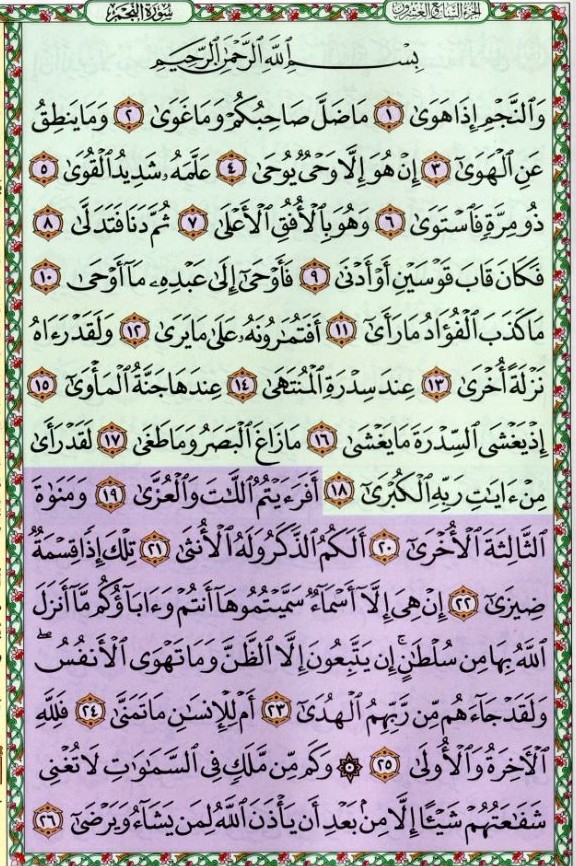 الجزء السابع والعشرون سورة النجم
بِسْمِ ٱللَّهِ ٱلرَّحْمَٰنِ ٱلرَّحِيمِ
وَٱلنَّجْمِ إِذَا هَوَىٰ ١ مَا ضَلَّ صَاحِبُكُمْ وَمَا غَوَىٰ ٢ وَمَا يَنطِقُ
عَنِ ٱلْهَوَىٰٓ ٣ إِنْ هُوَ إِلَّا وَحْىٌ يُوحَىٰ ٤ عَلَّمَهُۥ شَدِيدُ ٱلْقُوَىٰ ٥
ذُو مِرَّةٍ فَٱسْتَوَىٰ ٦ وَهُوَ بِٱلْأُفُقِ ٱلْأَعْلَىٰ ٧ ثُمَّ دَنَا فَتَدَلَّىٰ ٨
فَكَانَ قَابَ قَوْسَيْنِ أَوْ أَدْنَىٰ ٩ فَأَوْحَىٰٓ إِلَىٰ عَبْدِهِۦ مَآ أَوْحَىٰ ١٠
مَا كَذَبَ ٱلْفُؤَادُ مَا رَأَىٰٓ ١١ أَفَتُمَٰرُونَهُۥ عَلَىٰ مَا يَرَىٰ ١٢ وَلَقَدْ رَءَاهُ
نَزْلَةً أُخْرَىٰ ١٣ عِندَ سِدْرَةِ ٱلْمُنتَهَىٰ ١٤ عِندَهَا جَنَّةُ ٱلْمَأْوَىٰٓ ١٥
إِذْ يَغْشَى ٱلسِّدْرَةَ مَا يَغْشَىٰ ١٦ مَا زَاغَ ٱلْبَصَرُ وَمَا طَغَىٰ ١٧ لَقَدْ رَأَىٰ
مِنْ ءَايَٰتِ رَبِّهِ ٱلْكُبْرَىٰٓ ١٨ أَفَرَءَيْتُمُ ٱللَّٰتَ وَٱلْعُزَّىٰ ١٩ وَمَنَوٰةَ
ٱلثَّالِثَةَ ٱلْأُخْرَىٰٓ ٢٠ أَلَكُمُ ٱلذَّكَرُ وَلَهُ ٱلْأُنثَىٰ ٢١ تِلْكَ إِذًا قِسْمَةٌ
ضِيزَىٰٓ ٢٢ إِنْ هِىَ إِلَّآ أَسْمَآءٌ سَمَّيْتُمُوهَآ أَنتُمْ وَءَابَآؤُكُم مَّآ أَنزَلَ
ٱللَّهُ بِهَا مِن سُلْطَٰنٍ ۚ إِن يَتَّبِعُونَ إِلَّا ٱلظَّنَّ وَمَا تَهْوَى ٱلْأَنفُسُ ۖ
وَلَقَدْ جَآءَهُم مِّن رَّبِّهِمُ ٱلْهُدَىٰٓ ٢٣ أَمْ لِلْإِنسَٰنِ مَا تَمَنَّىٰ ٢٤ فَلِلَّهِ
ٱلْأَخِرَةُ وَٱلْأُولَىٰ ٢٥ ۞ وَكَم مِّن مَّلَكٍ فِى ٱلسَّمَٰوَٰتِ لَا تُغْنِى
شَفَٰعَتُهُمْ شَيْـًٔا إِلَّا مِنۢ بَعْدِ أَن يَأْذَنَ ٱللَّهُ لِمَن يَشَآءُ وَيَرْضَىٰٓ ٢٦